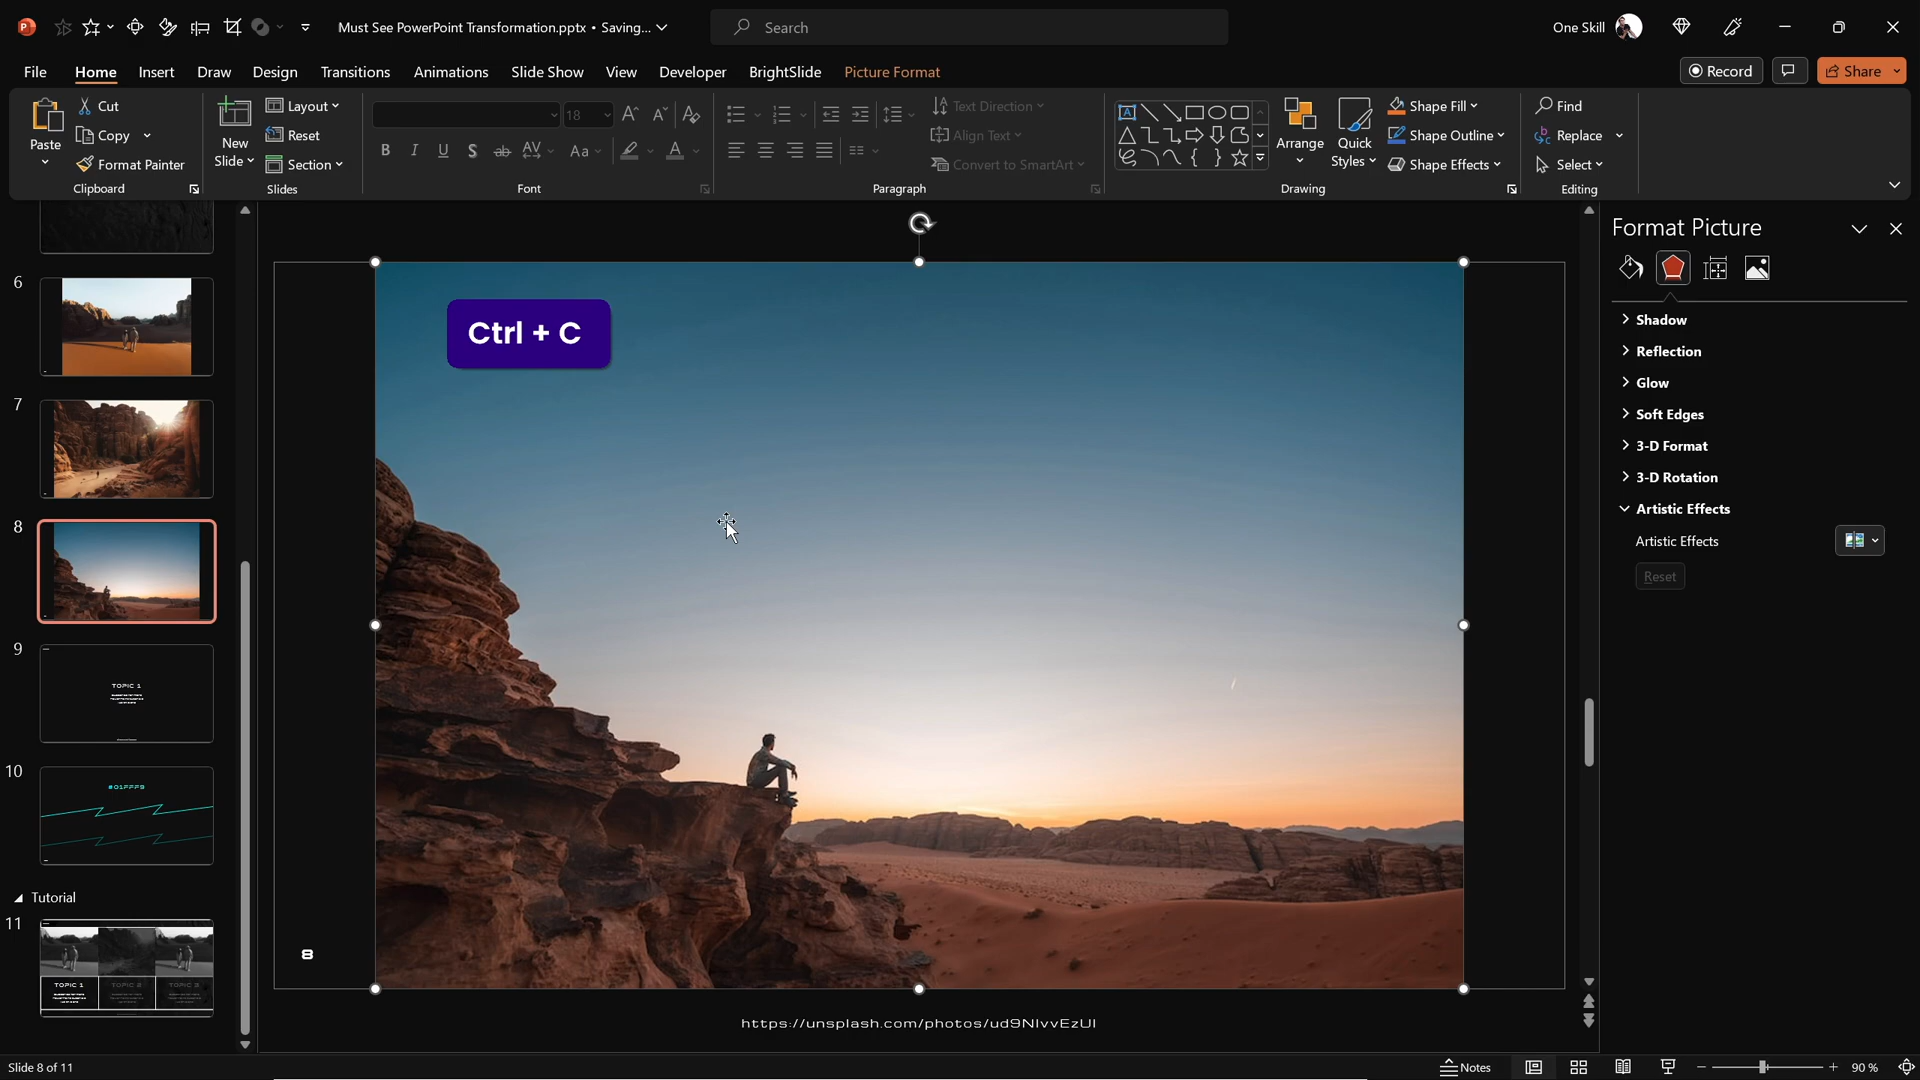 Must See PowerPoint Transformation.pptx • Saving...
Search
One Skill
File
Home
Insert
Draw
Design
Transitions
Animations
Slide Show
View
Developer
BrightSlide
Picture Format
Record
Share
Paste
Cut
Copy
Format Painter
Clipboard
New
Slide
Layout
Reset
Section
Slides
18
Font
Text Direction
Align Text
Convert to SmartArt
Paragraph
Arrange
Quick
Styles
Shape Fill
Shape Outline
Shape Effects
Drawing
Find
Replace
Select
Editing
6
7
8
9
TOPIC 1
10
#01FFF9
Tutorial
11
TOPIC 1
TOPIC 2
TOPIC 3
Ctrl + C
8
https://unsplash.com/photos/ud9NIvvEzUI
Format Picture
Shadow
Reflection
Glow
Soft Edges
3-D Format
3-D Rotation
Artistic Effects
Artistic Effects
Reset
Slide 8 of 11
Notes
90 %